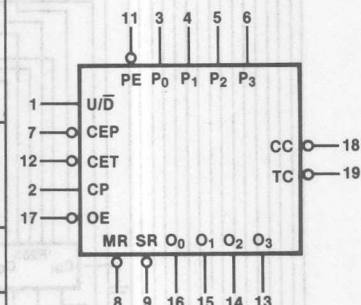 11 3 4 5 6
PE P0 P1 P2 P3
1 U/D̅
7 CEP
12 CET
2 CP
17 OE
CC 18
TC 19
MR SR O0 O1 O2 O3
8 9 16 15 14 13